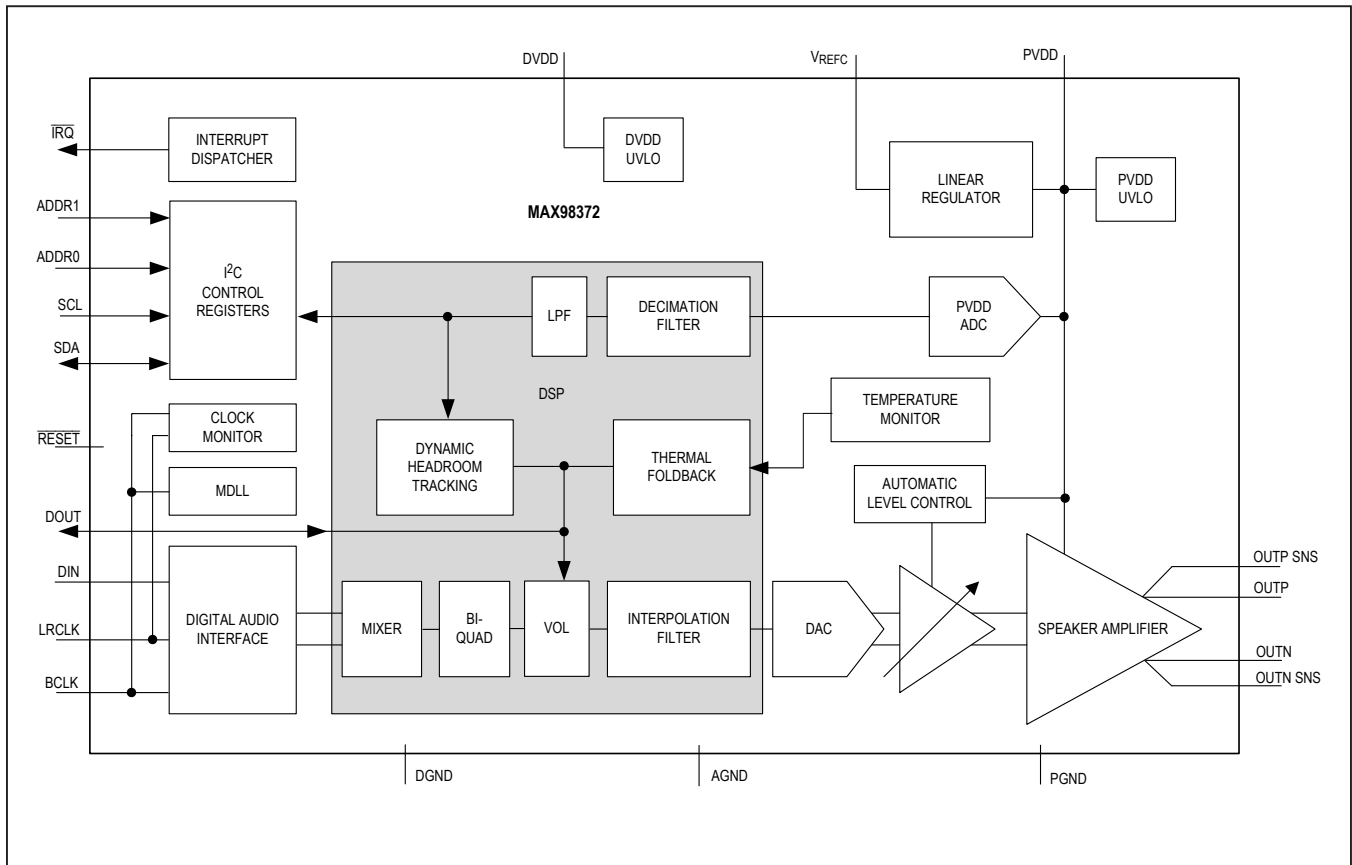 DVDD
VREFC
PVDD
IRQ
INTERRUPT
DISPATCHER
DVDD
UVLO
LINEAR
REGULATOR
PVDD
UVLO
ADDR1
MAX98372
ADDR0
I2C
CONTROL
REGISTERS
SCL
LPF
DECIMATION
FILTER
PVDD
ADC
SDA
DSP
TEMPERATURE
MONITOR
CLOCK
MONITOR
RESET
DYNAMIC
HEADROOM
TRACKING
THERMAL
FOLDBACK
MDLL
AUTOMATIC
LEVEL CONTROL
DOUT
DIN
OUTP SNS
OUTP
DIGITAL AUDIO
INTERFACE
LRCLK
MIXER
BI-
QUAD
VOL
INTERPOLATION
FILTER
DAC
SPEAKER AMPLIFIER
OUTN
OUTN SNS
BCLK
DGND
AGND
PGND